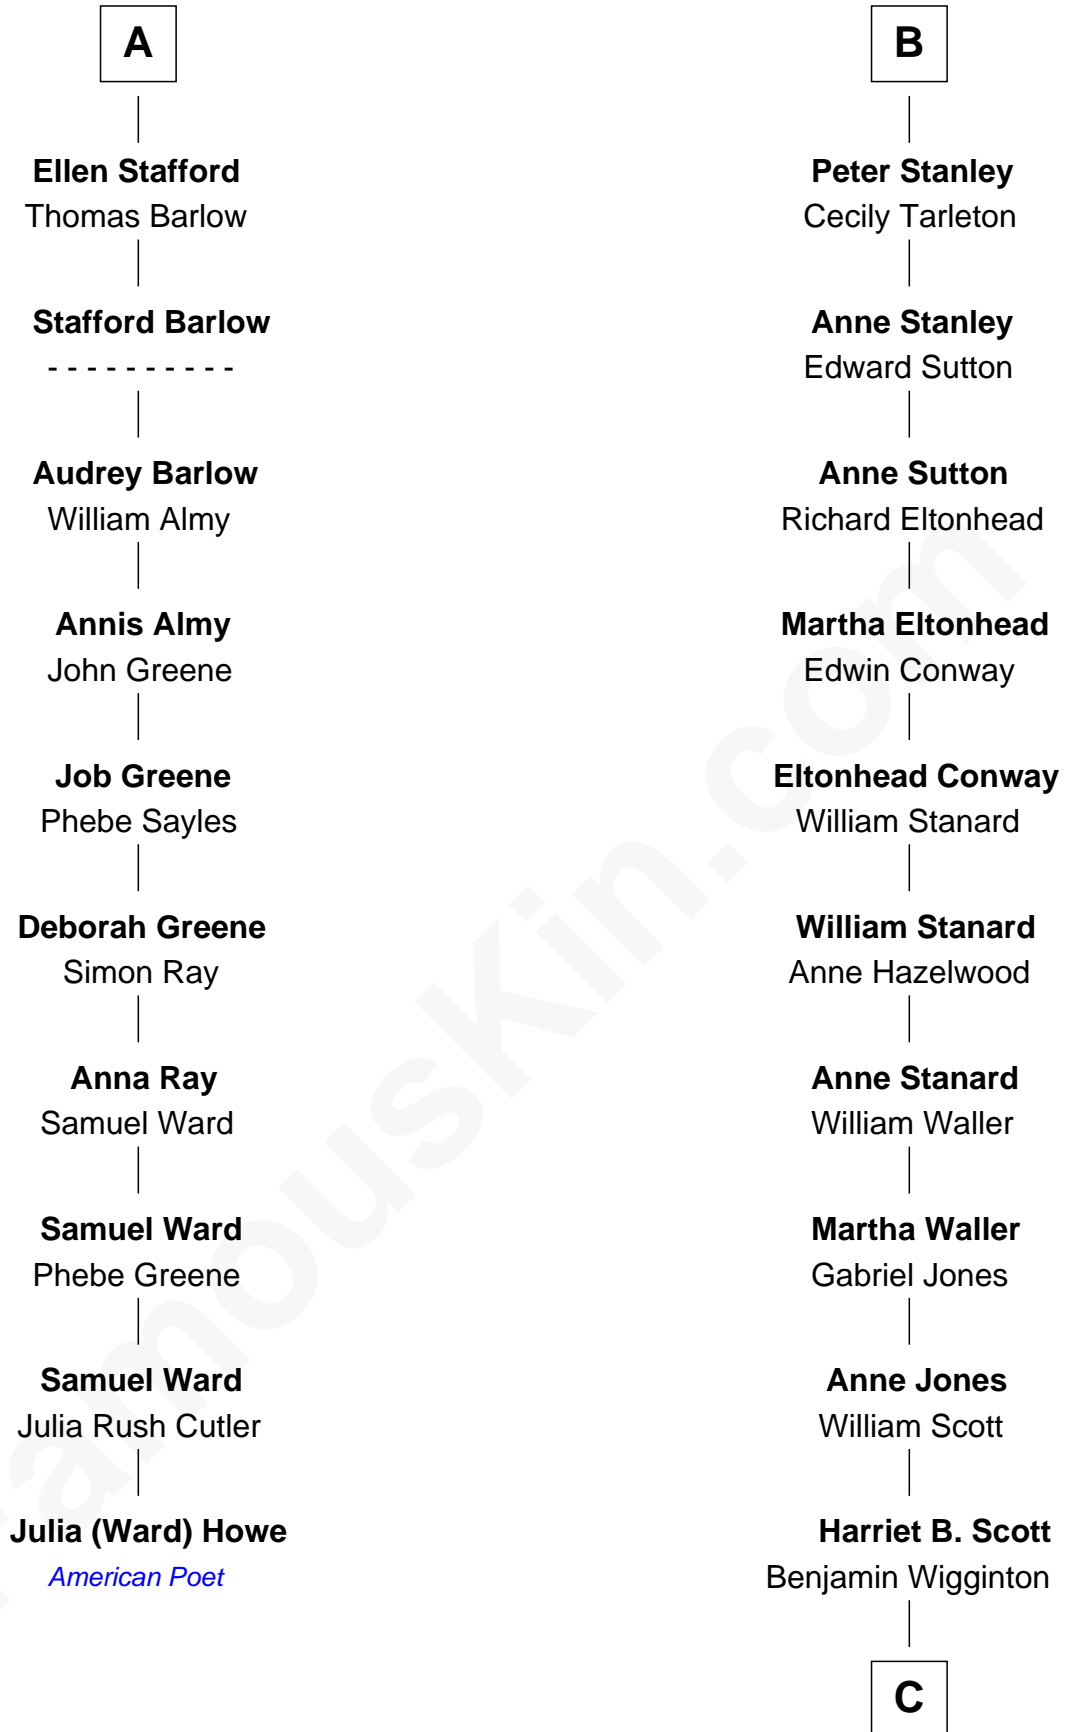 A
Ellen Stafford
Thomas Barlow
Stafford Barlow
- - - - - - - - - -
Audrey Barlow
William Almy
Annis Almy
John Greene
Job Greene
Phebe Sayles
Deborah Greene
Simon Ray
Anna Ray
Samuel Ward
Samuel Ward
Phebe Greene
Samuel Ward
Julia Rush Cutler
Julia (Ward) Howe
American Poet
B
Peter Stanley
Cecily Tarleton
Anne Stanley
Edward Sutton
Anne Sutton
Richard Eltonhead
Martha Eltonhead
Edwin Conway
Eltonhead Conway
William Stanard
William Stanard
Anne Hazelwood
Anne Stanard
William Waller
Martha Waller
Gabriel Jones
Anne Jones
William Scott
Harriet B. Scott
Benjamin Wigginton
C
FamousKin.com